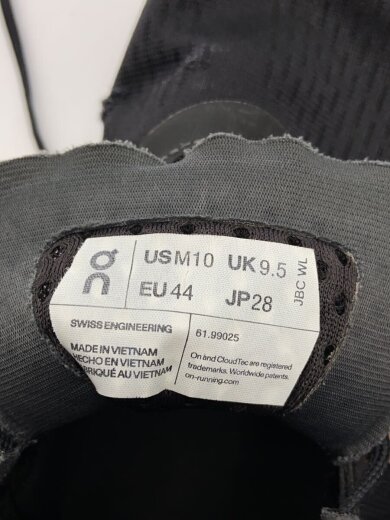 on
US M10 UK 9.5
EU 44 JP 28
JBC WL
SWISS ENGINEERING
61.99025
MADE IN VIETNAM
HECHO EN VIETNAM
FABRIQUÉ AU VIETNAM
On and CloudTec are registered
trademarks. Worldwide patents.
on-running.com